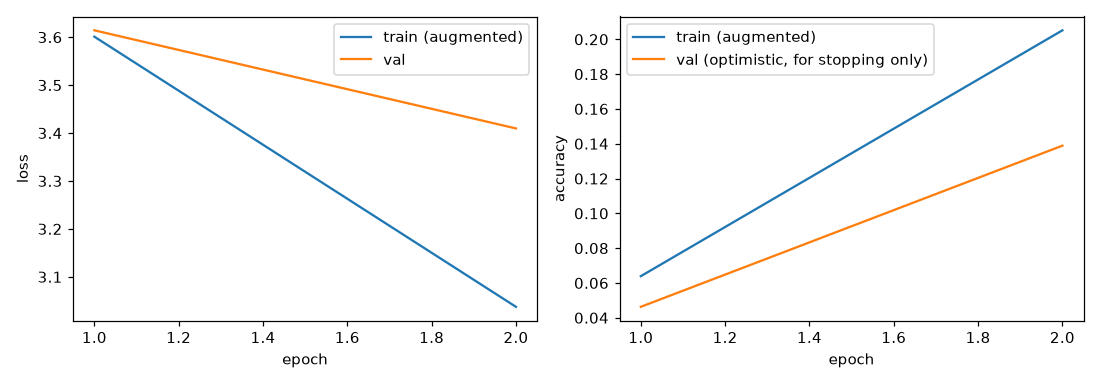 3.6
3.5
3.4
3.3
3.2
3.1
loss
train (augmented)
val
1.0 1.2 1.4 1.6 1.8 2.0
epoch
0.20
0.18
0.16
0.14
0.12
0.10
0.08
0.06
0.04
accuracy
train (augmented)
val (optimistic, for stopping only)
1.0 1.2 1.4 1.6 1.8 2.0
epoch